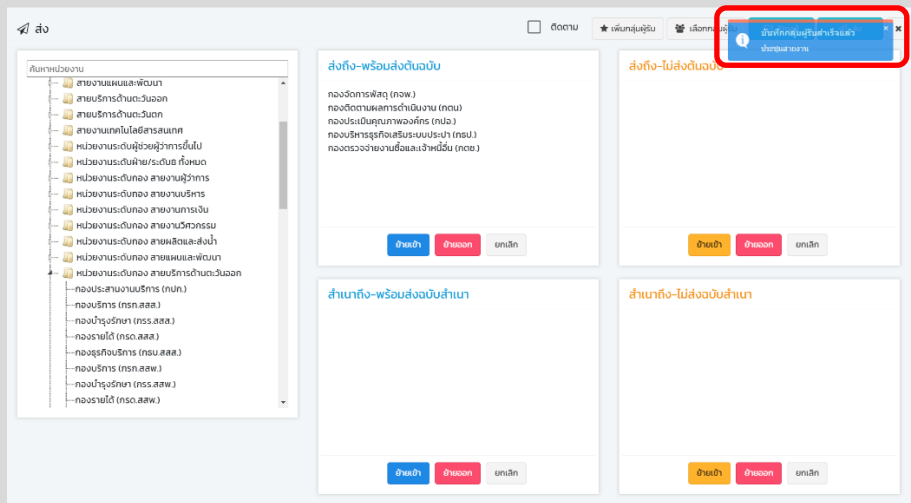 ส่ง
ติดตาม
เพิ่มกลุ่มผู้รับ
เลือกกลุ่มผู้รับ
บันทึกกลุ่มผู้รับสำเร็จแล้ว
ค้นหาหน่วยงาน
สายงานแผนและพัฒนา
สายบริการด้านตะวันออก
สายบริการด้านตะวันตก
สายงานเทคโนโลยีสารสนเทศ
หน่วยงานระดับผู้ช่วยผู้ว่าการขึ้นไป
หน่วยงานระดับฝ่าย/ระดับ8 ทั้งหมด
หน่วยงานระดับกอง สายงานผู้ว่าการ
หน่วยงานระดับกอง สายงานบริหาร
หน่วยงานระดับกอง สายงานการเงิน
หน่วยงานระดับกอง สายงานวิศวกรรม
หน่วยงานระดับกอง สายผลิตและส่งน้ำ
หน่วยงานระดับกอง สายแผนและพัฒนา
หน่วยงานระดับกอง สายบริการด้านตะวันออก
กองประสานงานบริการ (กปก.)
กองบริการ (กรก.สสส.)
กองบำรุงรักษา (กรร.สสส.)
กองรายได้ (กรด.สสส.)
กองธุรกิจบริการ (กธบ.สสส.)
กองบริการ (กรก.สสพ.)
กองบำรุงรักษา (กรร.สสพ.)
กองรายได้ (กรด.สสพ.)
ส่งถึง-พร้อมส่งต้นฉบับ
กองจัดการพัสดุ (กจพ.)
กองติดตามผลการดำเนินงาน (กตน)
กองประเมินคุณภาพองค์กร (กปอ.)
กองบริหารธุรกิจเสริมระบบประปา (กธป.)
กองตรวจจ่ายงานซื้อและเจ้าหนี้อื่น (กตช.)
ย้ายเข้า ย้ายออก ยกเลิก
ส่งถึง-ไม่ส่งต้นฉบับ
ย้ายเข้า ย้ายออก ยกเลิก
สำเนาถึง-พร้อมส่งฉบับสำเนา
ย้ายเข้า ย้ายออก ยกเลิก
สำเนาถึง-ไม่ส่งฉบับสำเนา
ย้ายเข้า ย้ายออก ยกเลิก